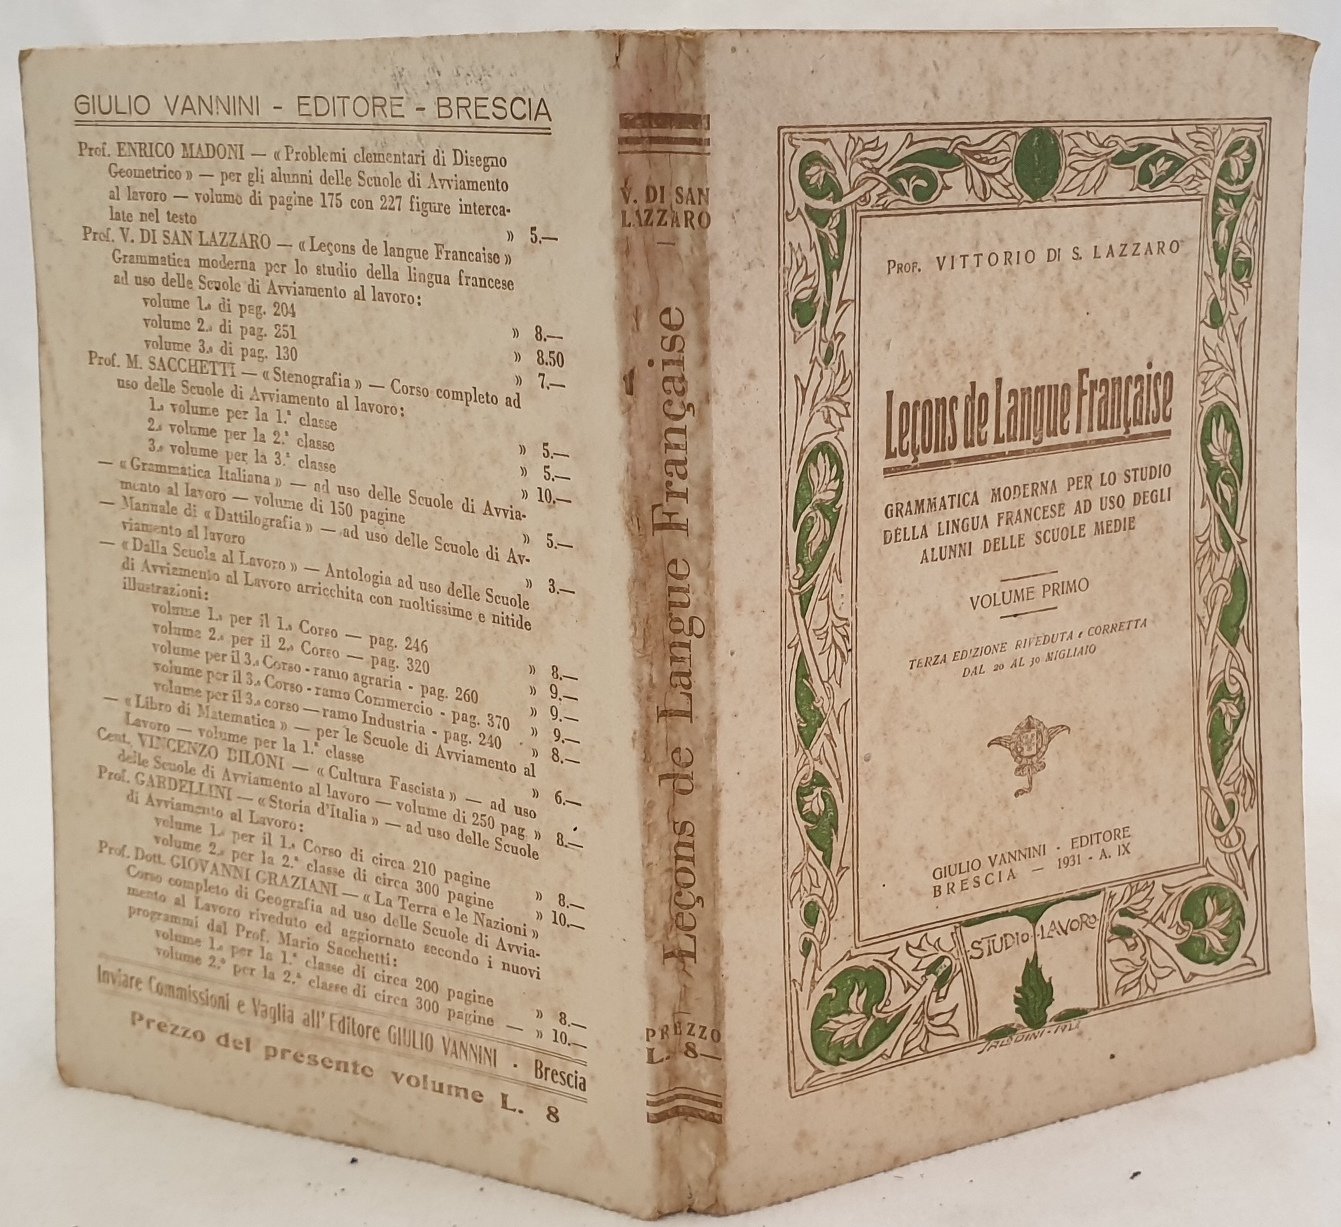 GIULIO VANNINI - EDITORE - BRESCIA
Prof. ENRICO MADONI — « Problemi elementari di Disegno
Geometrico » — per gli alunni delle Scuole di Avviamento
al lavoro — volume di pagine 175 con 227 figure interca-
late nel testo » 5.—
Prof. V. DI SAN LAZZARO — « Leçons de langue Francaise »
Grammatica moderna per lo studio della lingua francese
ad uso delle Scuole di Avviamento al lavoro:
volume 1.º di pag. 204 » 8.—
volume 2.º di pag. 251 » 8.50
volume 3.º di pag. 130 » 7.—
Prof. M. SACCHETTI — « Stenografia » — Corso completo ad
uso delle Scuole di Avviamento al lavoro:
1.º volume per la 1.ª classe » 5.—
2.º volume per la 2.ª classe » 5.—
3.º volume per la 3.ª classe » 10.—
— « Grammatica Italiana » — ad uso delle Scuole di Avvia-
mento al lavoro — volume di 150 pagine » 5.—
— Manuale di « Dattilografia » — ad uso delle Scuole di Av-
viamento al lavoro » 3.—
— « Dalla Scuola al Lavoro » — Antologia ad uso delle Scuole
di Avviamento al Lavoro arricchita con moltissime e nitide
illustrazioni:
volume 1.º per il 1.º Corso — pag. 246 » 8.—
volume 2.º per il 2.º Corso — pag. 320 » 9.—
volume per il 3.º Corso - ramo agraria - pag. 260 » 9.—
volume per il 3.º Corso - ramo Commercio - pag. 370 » 9.—
volume per il 3.º corso — ramo Industria - pag. 240 » 8.—
— « Libro di Matematica » — per le Scuole di Avviamento al
Lavoro — volume per la 1.ª classe » 6.—
Cent. VINCENZO BILONI — « Cultura Fascista » — ad uso
delle Scuole di Avviamento al lavoro — volume di 250 pag. » 8.—
Prof. GARDELLINI — « Storia d'Italia » — ad uso delle Scuole
di Avviamento al Lavoro:
volume 1.º per il 1.º Corso di circa 210 pagine » 8.—
volume 2.º per la 2.ª classe di circa 300 pagine » 10.—
Prof. Dott. GIOVANNI GRAZIANI — « La Terra e le Nazioni »
Corso completo di Geografia ad uso delle Scuole di Avvia-
mento al Lavoro riveduto ed aggiornato secondo i nuovi
programmi dal Prof. Mario Sacchetti:
volume 1.º per la 1.ª classe di circa 200 pagine » 8.—
volume 2.º per la 2.ª classe di circa 300 pagine — » 10.—
Inviare Commissioni e Vaglia all'Editore GIULIO VANNINI - Brescia
Prezzo del presente volume L. 8
V. DI SAN
LAZZARO
—
1
Leçons de Langue Française
PREZZO
L. 8.—
PROF. VITTORIO DI S. LAZZARO
Leçons de Langue Française
GRAMMATICA MODERNA PER LO STUDIO
DELLA LINGUA FRANCESE AD USO DEGLI
ALUNNI DELLE SCUOLE MEDIE
VOLUME PRIMO
TERZA EDIZIONE RIVEDUTA e CORRETTA
DAL 20 AL 30 MIGLIAIO
GIULIO VANNINI - EDITORE
BRESCIA — 1931 - A. IX
STUDIO - LAVORO